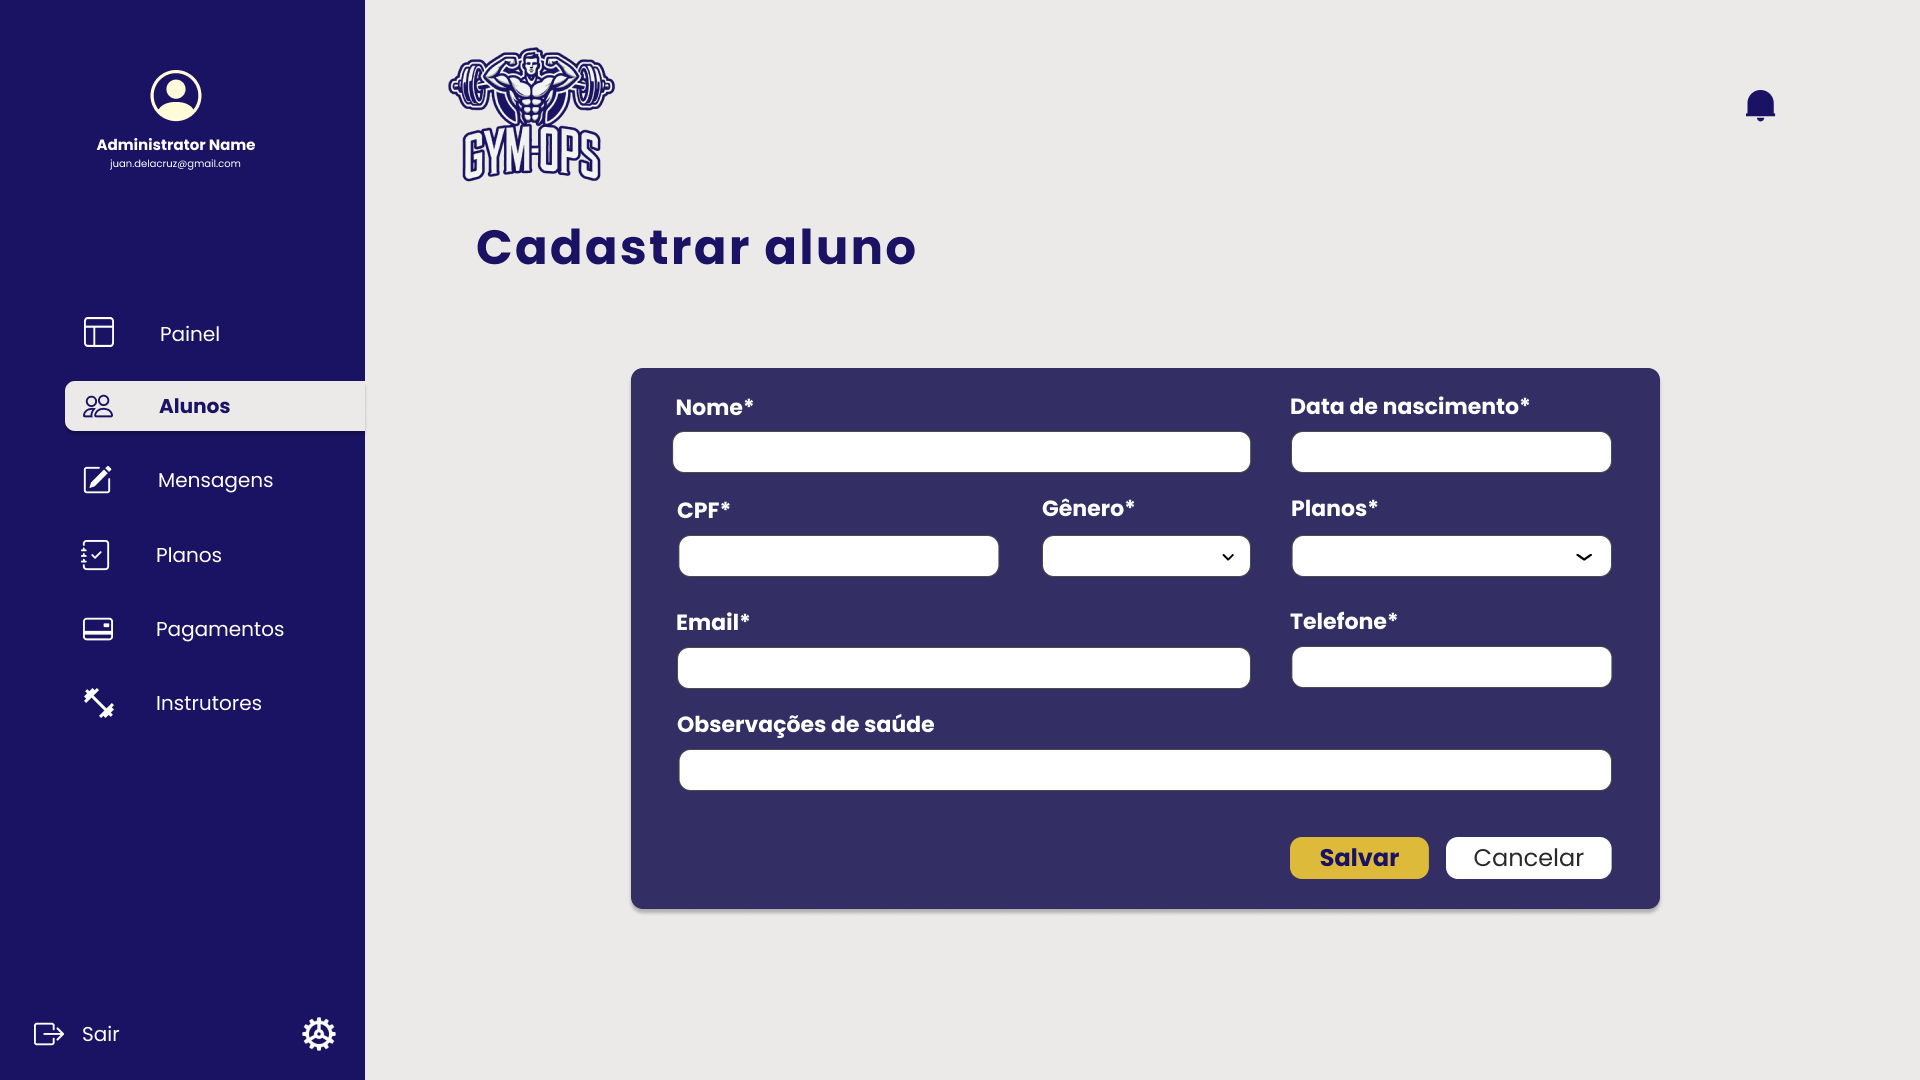 Administrator Name
juan.delacruz@gmail.com
Painel
Alunos
Mensagens
Planos
Pagamentos
Instrutores
Sair
GYM-OPS
Cadastrar aluno
Nome*
Data de nascimento*
CPF*
Gênero*
Planos*
Email*
Telefone*
Observações de saúde
Salvar
Cancelar